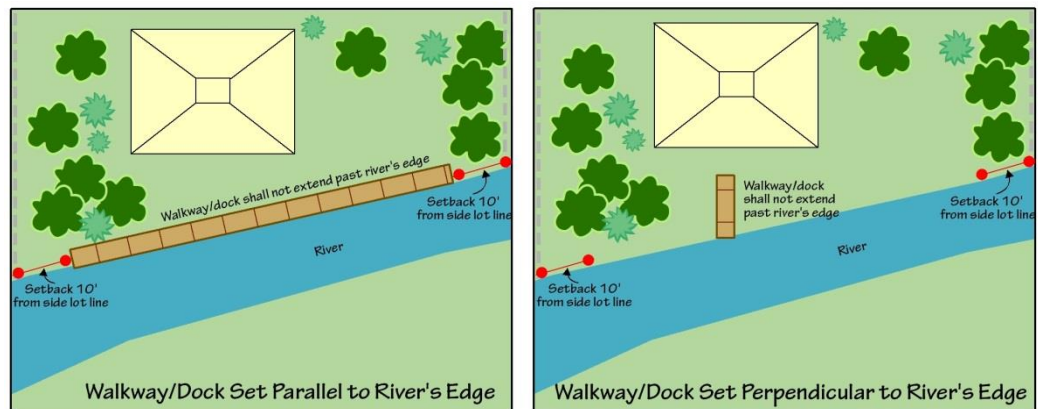 Walkway/dock shall not extend past river's edge
Setback 10'
from side lot line
River
Setback 10'
from side lot line
Walkway/Dock Set Parallel to River's Edge
Walkway/dock
shall not extend
past river's edge
Setback 10'
from side lot line
River
Setback 10'
from side lot line
Walkway/Dock Set Perpendicular to River's Edge